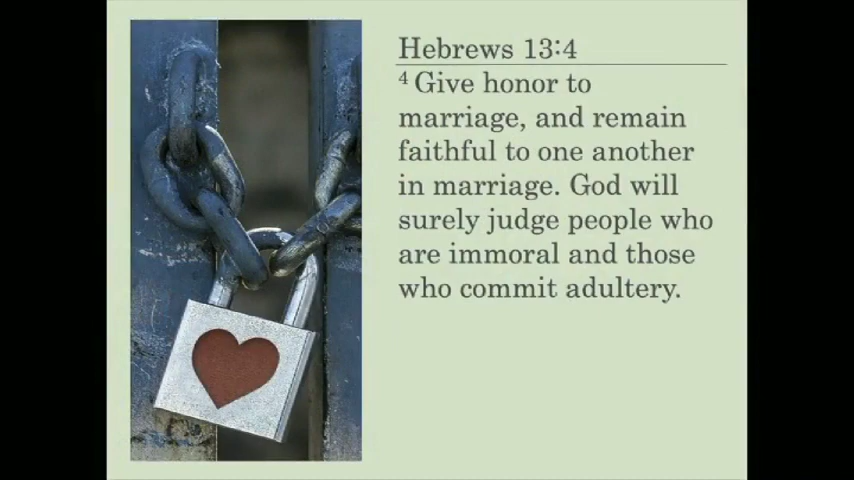 Hebrews 13:4
4 Give honor to
marriage, and remain
faithful to one another
in marriage. God will
surely judge people who
are immoral and those
who commit adultery.